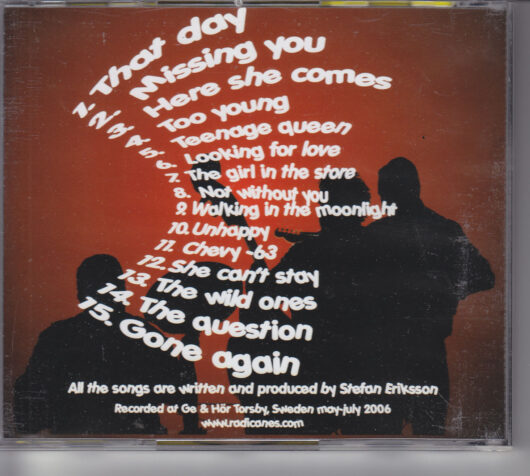 1. That day
2. Missing you
3. Here she comes
4. Too young
5. Teenage queen
6. Looking for love
7. The girl in the store
8. Not without you
9. Walking in the moonlight
10. Unhappy
11. Chevy -63
12. She can't stay
13. The wild ones
14. The question
15. Gone again
All the songs are written and produced by Stefan Eriksson
Recorded at Ge & Hör Torsby, Sweden may-july 2006
www.radicanes.com